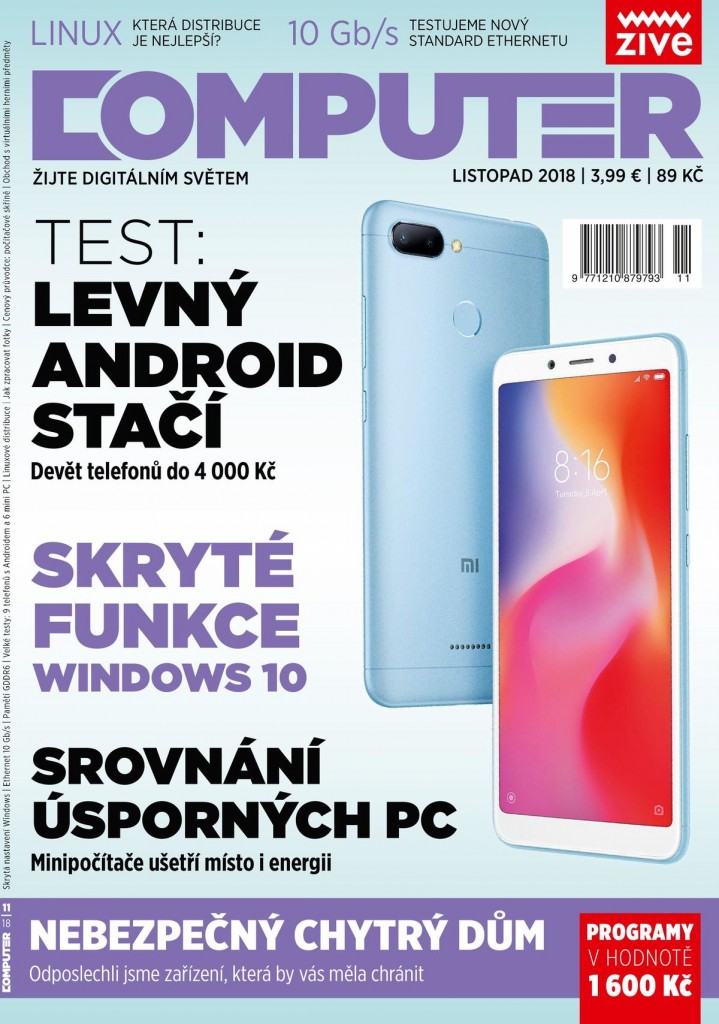 LINUX KTERÁ DISTRIBUCE
JE NEJLEPŠÍ?
10 Gb/s TESTUJEME NOVÝ
STANDARD ETHERNETU
zive
COMPUTER
ŽIJTE DIGITÁLNÍM SVĚTEM
LISTOPAD 2018 | 3,99 € | 89 KČ
TEST:
LEVNÝ
ANDROID
STAČÍ
Devět telefonů do 4 000 Kč
9 771210 879793 11
8:16
Tuesday, 5 April
MI
SKRYTÉ
FUNKCE
WINDOWS 10
SROVNÁNÍ
ÚSPORNÝCH PC
Minipočítače ušetří místo i energii
NEBEZPEČNÝ CHYTRÝ DŮM
Odposlechli jsme zařízení, která by vás měla chránit
PROGRAMY
V HODNOTĚ
1 600 Kč
Skrytá nastavení Windows | Ethernet 10 Gb/s | Paměti GDDR6 | Velké testy: 9 telefonů s Androidem a 6 mini PC | Linuxové distribuce | Jak zpracovat fotky | Cenový průvodce: počítačové skříně | Obchod s virtuálními herními předměty
COMPUTER 11 18